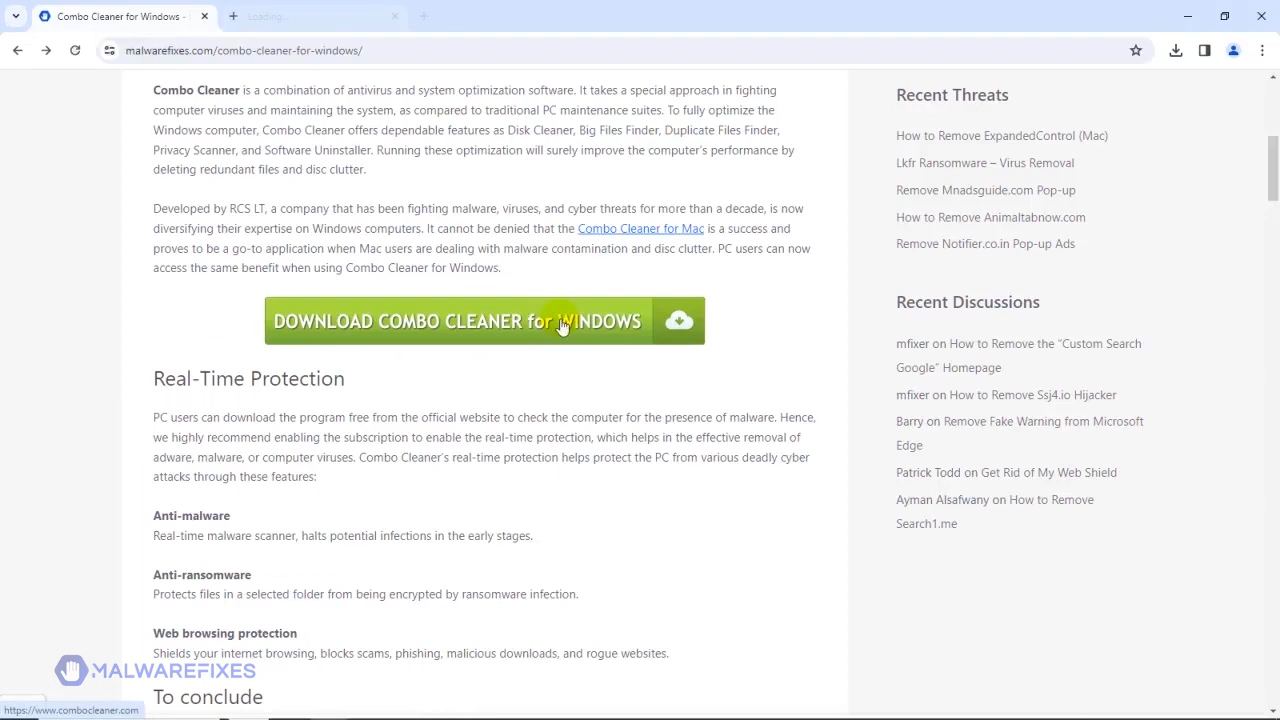 Combo Cleaner for Windows -
Loading...
malwarefixes.com/combo-cleaner-for-windows/
Combo Cleaner is a combination of antivirus and system optimization software. It takes a special approach in fighting
computer viruses and maintaining the system, as compared to traditional PC maintenance suites. To fully optimize the
Windows computer, Combo Cleaner offers dependable features as Disk Cleaner, Big Files Finder, Duplicate Files Finder,
Privacy Scanner, and Software Uninstaller. Running these optimization will surely improve the computer's performance by
deleting redundant files and disc clutter.
Developed by RCS LT, a company that has been fighting malware, viruses, and cyber threats for more than a decade, is now
diversifying their expertise on Windows computers. It cannot be denied that the Combo Cleaner for Mac is a success and
proves to be a go-to application when Mac users are dealing with malware contamination and disc clutter. PC users can now
access the same benefit when using Combo Cleaner for Windows.
DOWNLOAD COMBO CLEANER for WINDOWS
Real-Time Protection
PC users can download the program free from the official website to check the computer for the presence of malware. Hence,
we highly recommend enabling the subscription to enable the real-time protection, which helps in the effective removal of
adware, malware, or computer viruses. Combo Cleaner's real-time protection helps protect the PC from various deadly cyber
attacks through these features:
Anti-malware
Real-time malware scanner, halts potential infections in the early stages.
Anti-ransomware
Protects files in a selected folder from being encrypted by ransomware infection.
Web browsing protection
Shields your internet browsing, blocks scams, phishing, malicious downloads, and rogue websites.
MALWAREFIXES
To conclude
https://www.combocleaner.com
Recent Threats
How to Remove ExpandedControl (Mac)
Lkfr Ransomware – Virus Removal
Remove Mnadsguide.com Pop-up
How to Remove Animaltabnow.com
Remove Notifier.co.in Pop-up Ads
Recent Discussions
mfixer on How to Remove the “Custom Search
Google” Homepage
mfixer on How to Remove Ssj4.io Hijacker
Barry on Remove Fake Warning from Microsoft
Edge
Patrick Todd on Get Rid of My Web Shield
Ayman Alsafwany on How to Remove
Search1.me